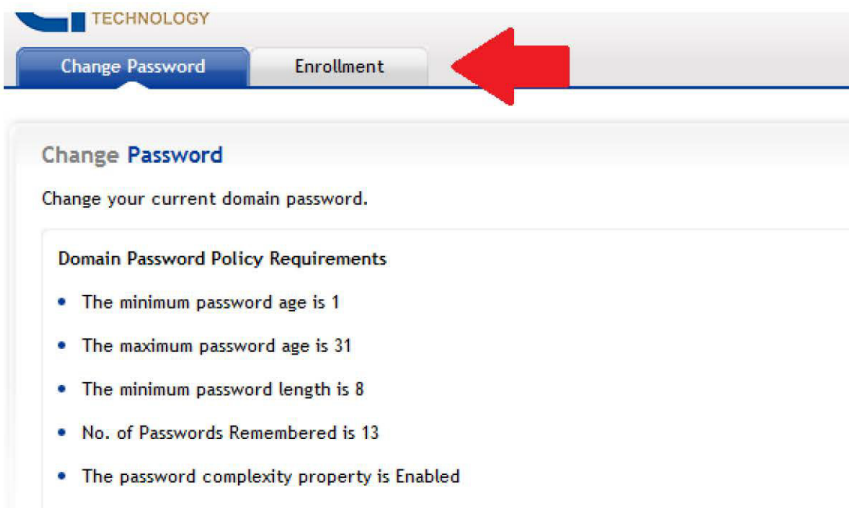 TECHNOLOGY
Change Password Enrollment
Change Password
Change your current domain password.
Domain Password Policy Requirements
• The minimum password age is 1
• The maximum password age is 31
• The minimum password length is 8
• No. of Passwords Remembered is 13
• The password complexity property is Enabled